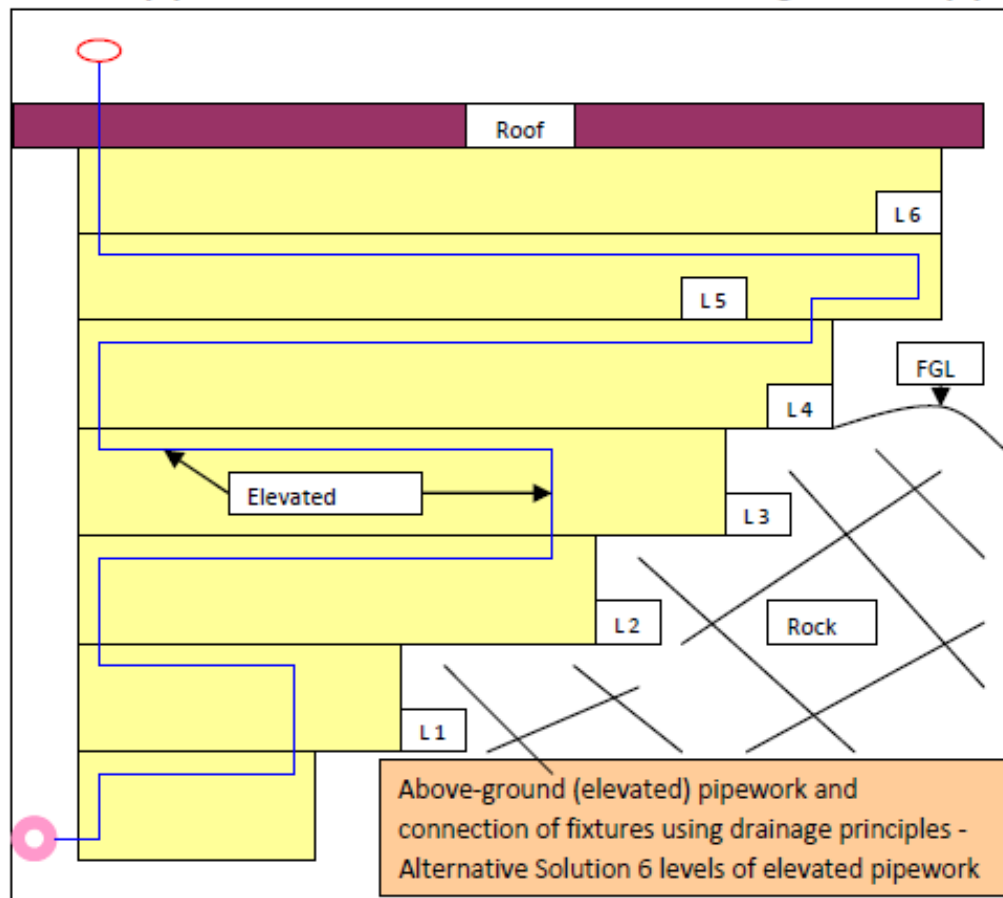 Roof
L 6
L 5
FGL
L 4
Elevated
L 3
L 2
Rock
L 1
Above-ground (elevated) pipework and
connection of fixtures using drainage principles -
Alternative Solution 6 levels of elevated pipework